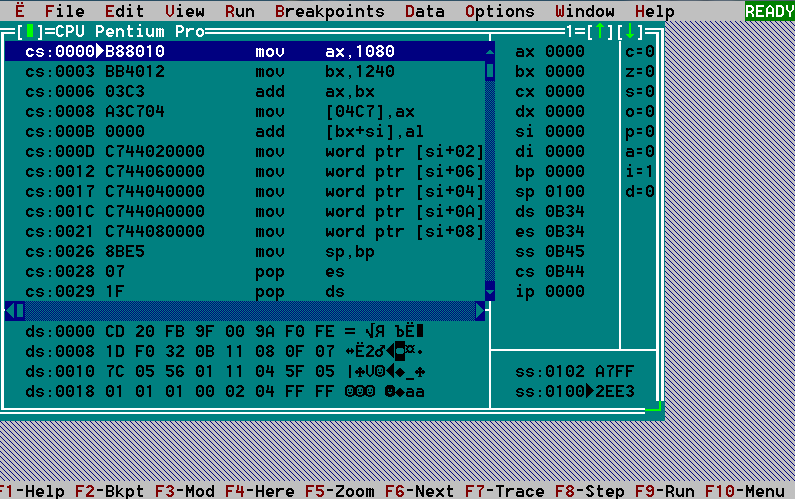 Ë File Edit View Run Breakpoints Data Options Window Help READY
[▮]=CPU Pentium Pro 1=[↑][↓]
cs:0000▶B88010 mov ax,1080 ax 0000 c=0
cs:0003 BB4012 mov bx,1240 bx 0000 z=0
cs:0006 03C3 add ax,bx cx 0000 s=0
cs:0008 A3C704 mov [04C7],ax dx 0000 o=0
cs:000B 0000 add [bx+si],al si 0000 p=0
cs:000D C744020000 mov word ptr [si+02] di 0000 a=0
cs:0012 C744060000 mov word ptr [si+06] bp 0000 i=1
cs:0017 C744040000 mov word ptr [si+04] sp 0100 d=0
cs:001C C7440A0000 mov word ptr [si+0A] ds 0B34
cs:0021 C744080000 mov word ptr [si+08] es 0B34
cs:0026 8BE5 mov sp,bp ss 0B45
cs:0028 07 pop es cs 0B44
cs:0029 1F pop ds ip 0000
ds:0000 CD 20 FB 9F 00 9A F0 FE = √Я ЪË■
ds:0008 1D F0 32 0B 11 08 0F 07 ↔Ë2♂◄◘¤•
ds:0010 7C 05 56 01 11 04 5F 05 |♣V☺◄♦_♣ ss:0102 A7FF
ds:0018 01 01 01 00 02 04 FF FF ☺☺☺ ☻♦aa ss:0100▶2EE3
F1-Help F2-Bkpt F3-Mod F4-Here F5-Zoom F6-Next F7-Trace F8-Step F9-Run F10-Menu